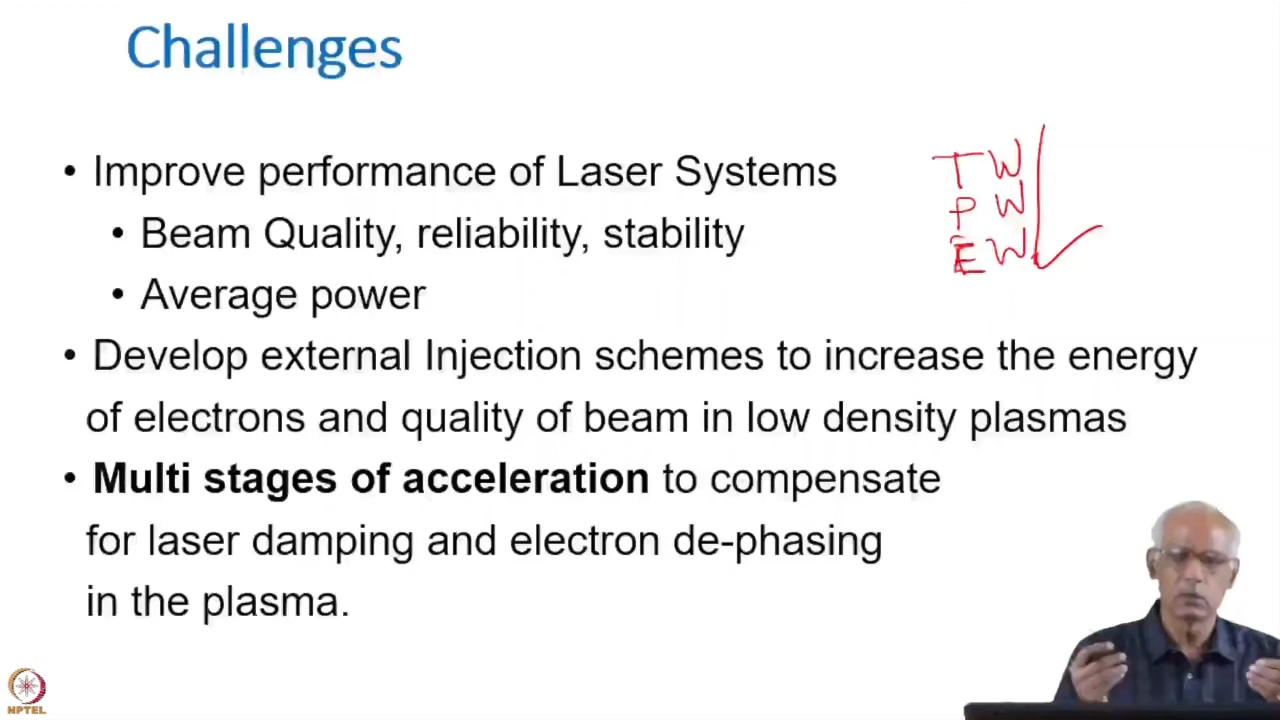 Challenges
• Improve performance of Laser Systems
• Beam Quality, reliability, stability
• Average power
• Develop external Injection schemes to increase the energy
of electrons and quality of beam in low density plasmas
• Multi stages of acceleration to compensate
for laser damping and electron de-phasing
in the plasma.
TW
PW
EW
NPTEL